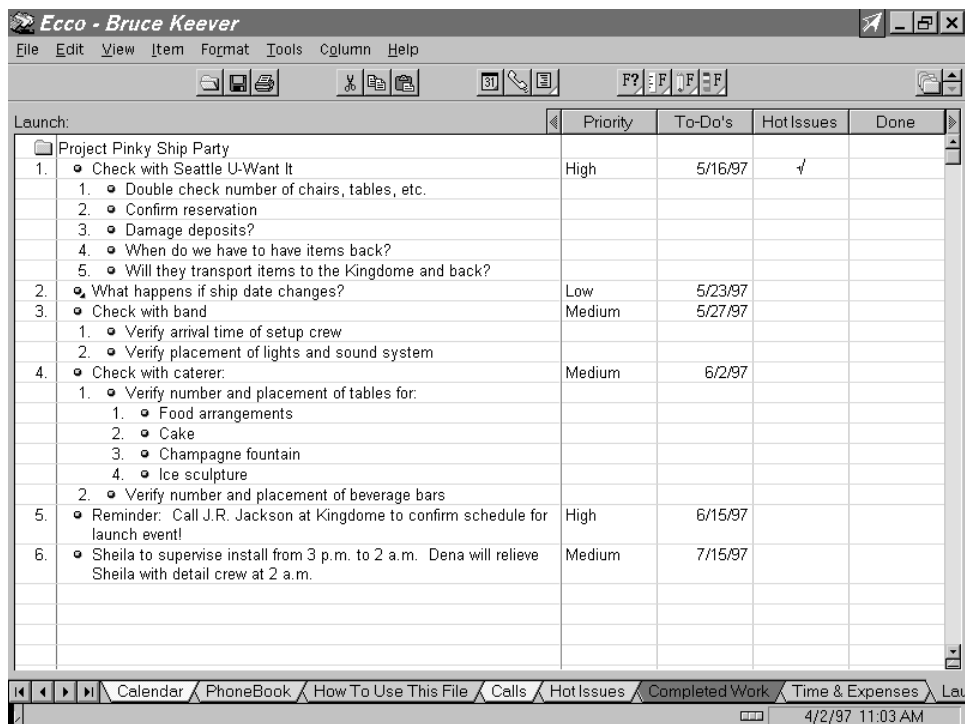 Ecco - Bruce Keever
File Edit View Item Format Tools Column Help
31 F? F F F
Launch: Priority To-Do's Hot Issues Done
Project Pinky Ship Party
1. Check with Seattle U-Want It High 5/16/97 √
1. Double check number of chairs, tables, etc.
2. Confirm reservation
3. Damage deposits?
4. When do we have to have items back?
5. Will they transport items to the Kingdome and back?
2. What happens if ship date changes? Low 5/23/97
3. Check with band Medium 5/27/97
1. Verify arrival time of setup crew
2. Verify placement of lights and sound system
4. Check with caterer: Medium 6/2/97
1. Verify number and placement of tables for:
1. Food arrangements
2. Cake
3. Champagne fountain
4. Ice sculpture
2. Verify number and placement of beverage bars
5. Reminder: Call J.R. Jackson at Kingdome to confirm schedule for High 6/15/97
launch event!
6. Sheila to supervise install from 3 p.m. to 2 a.m. Dena will relieve Medium 7/15/97
Sheila with detail crew at 2 a.m.
Calendar PhoneBook How To Use This File Calls Hot Issues Completed Work Time & Expenses Lau
4/2/97 11:03 AM